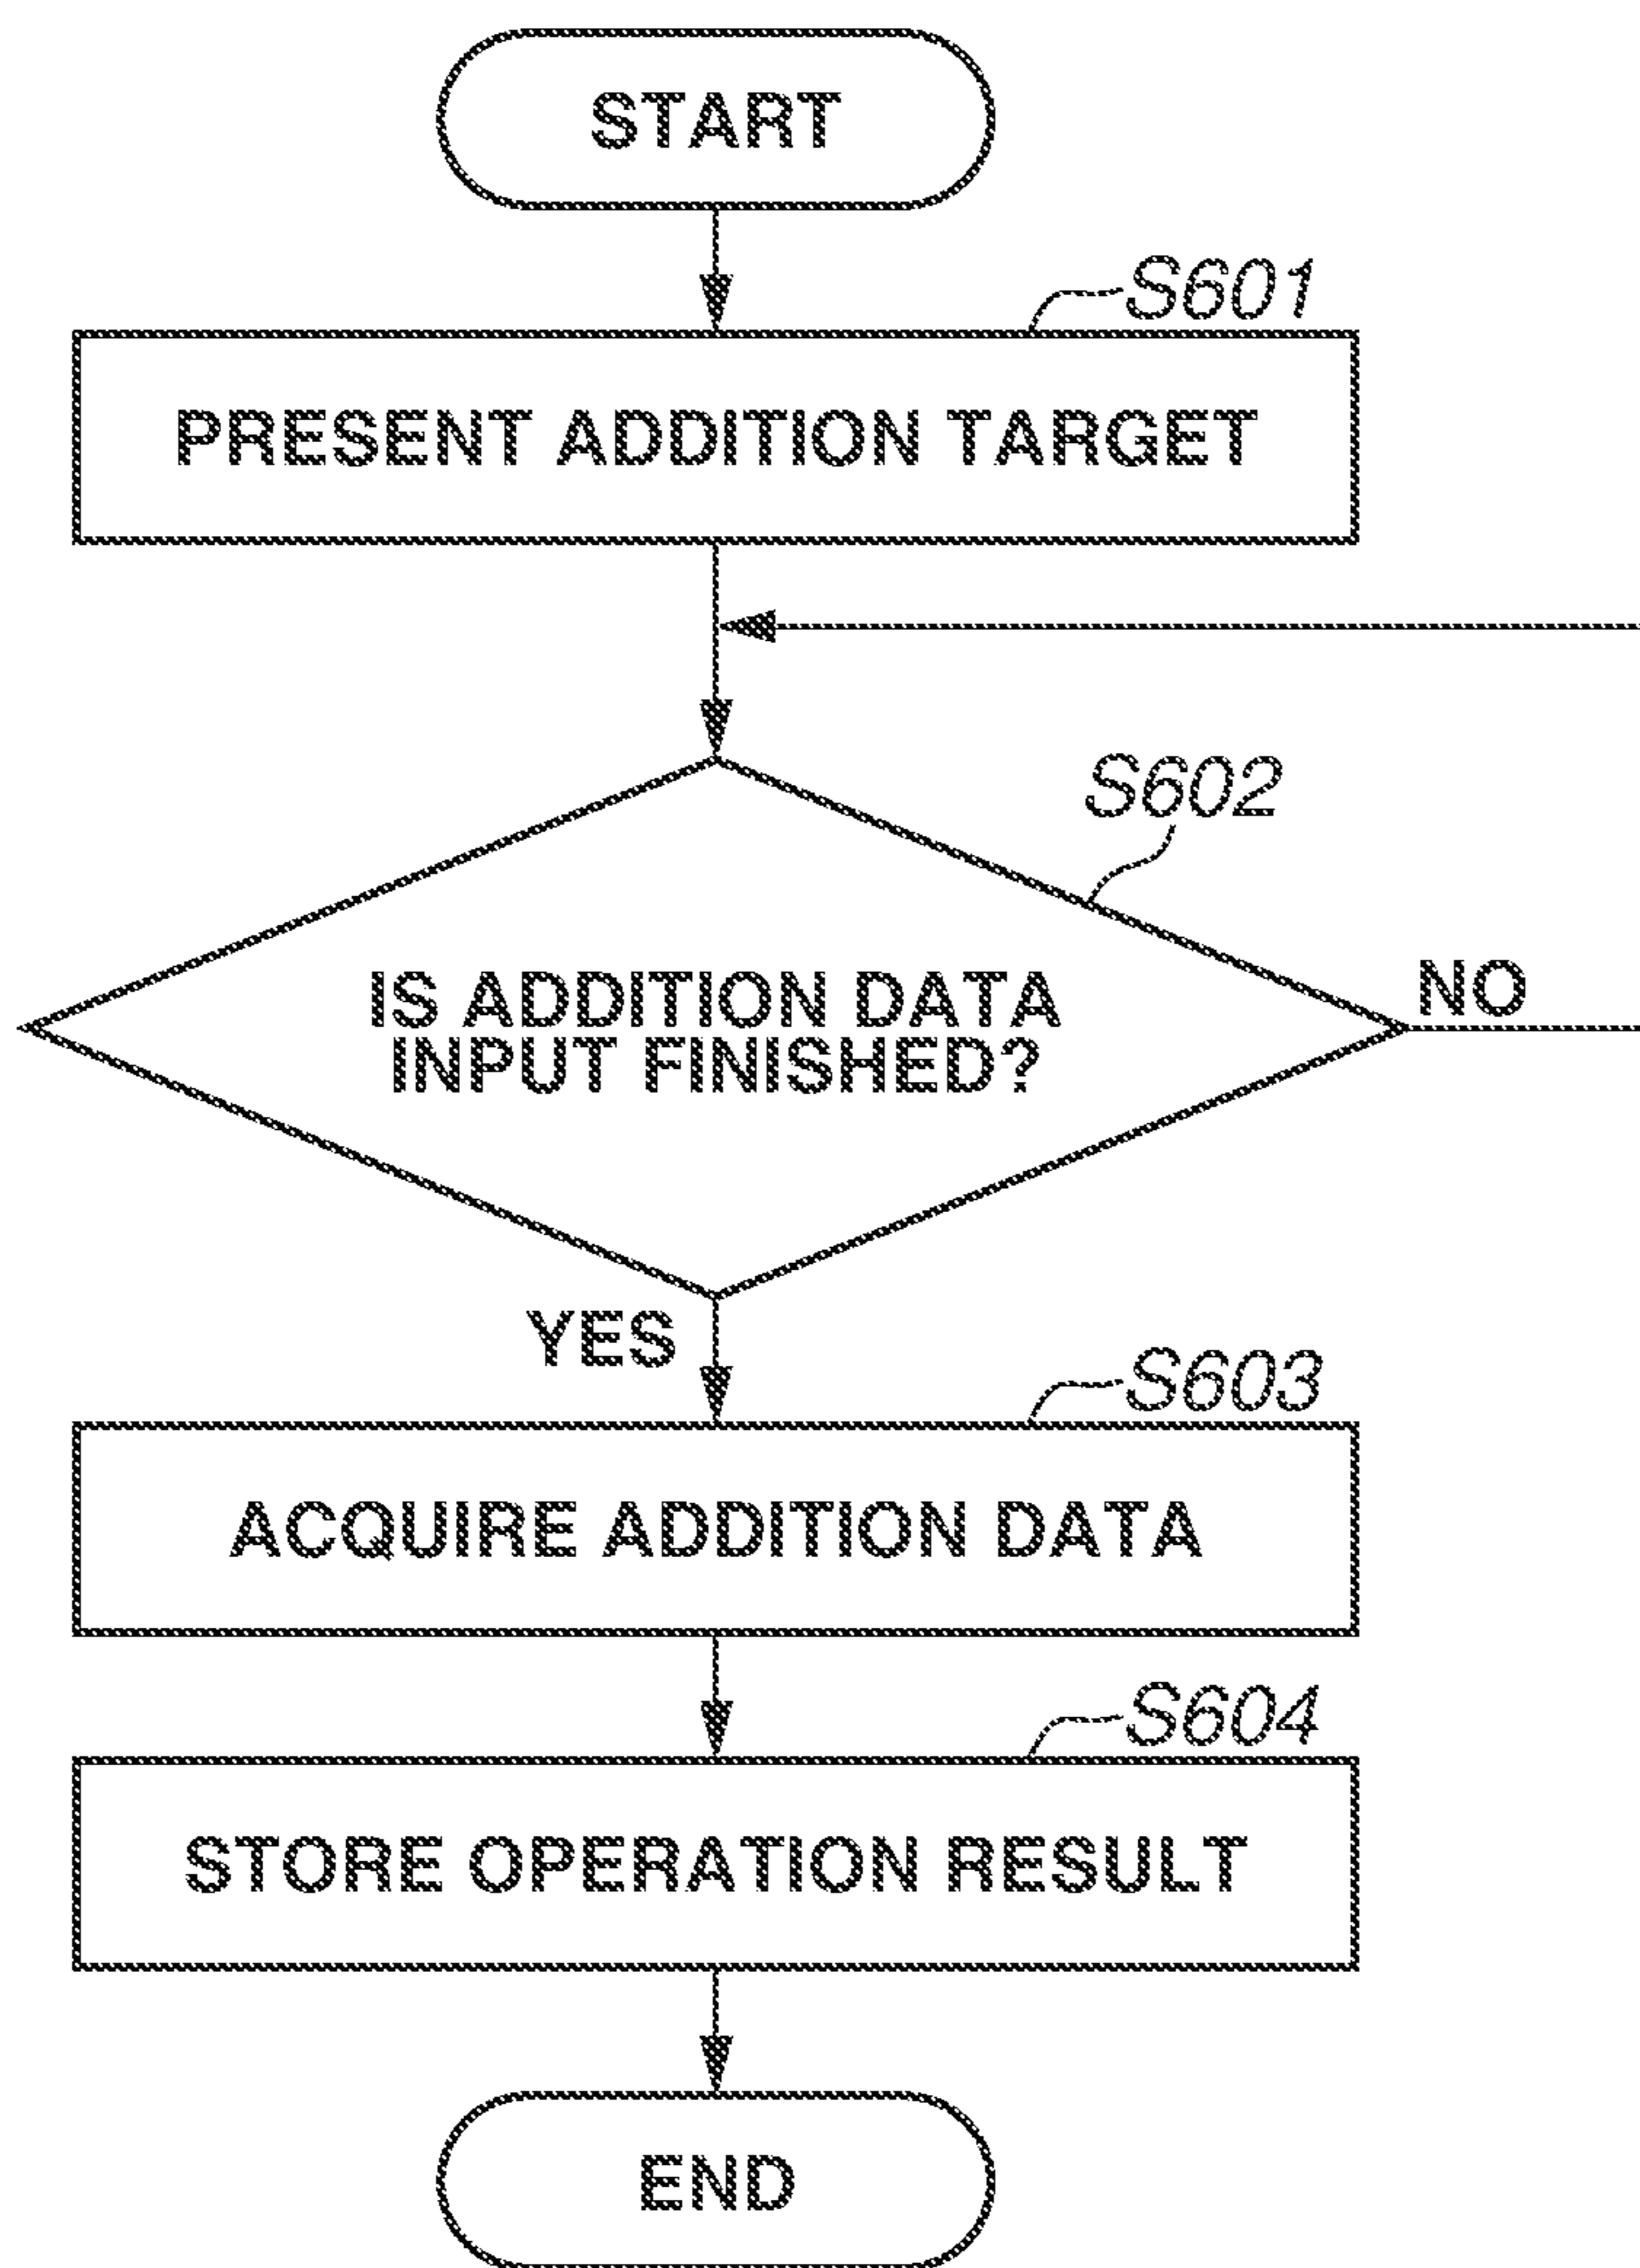 START
S601
PRESENT ADDITION TARGET
S602
IS ADDITION DATA
INPUT FINISHED?
NO
YES
S603
ACQUIRE ADDITION DATA
S604
STORE OPERATION RESULT
END